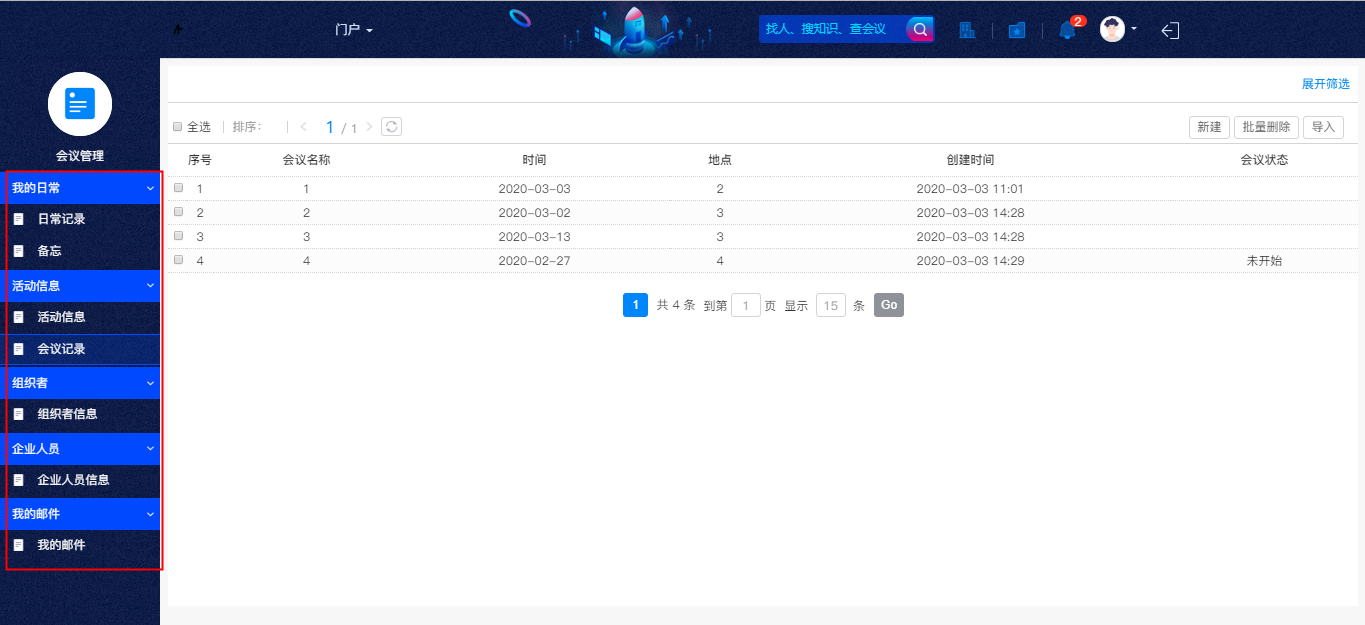 门户
找人、搜知识、查会议
2
会议管理
我的日常
日常记录
备忘
活动信息
活动信息
会议记录
组织者
组织者信息
企业人员
企业人员信息
我的邮件
我的邮件
展开筛选
全选 排序: 1 / 1 新建 批量删除 导入
序号 会议名称 时间 地点 创建时间 会议状态
1 1 2020-03-03 2 2020-03-03 11:01
2 2 2020-03-02 3 2020-03-03 14:28
3 3 2020-03-13 3 2020-03-03 14:28
4 4 2020-02-27 4 2020-03-03 14:29 未开始
1 共 4 条 到第 1 页 显示 15 条 Go